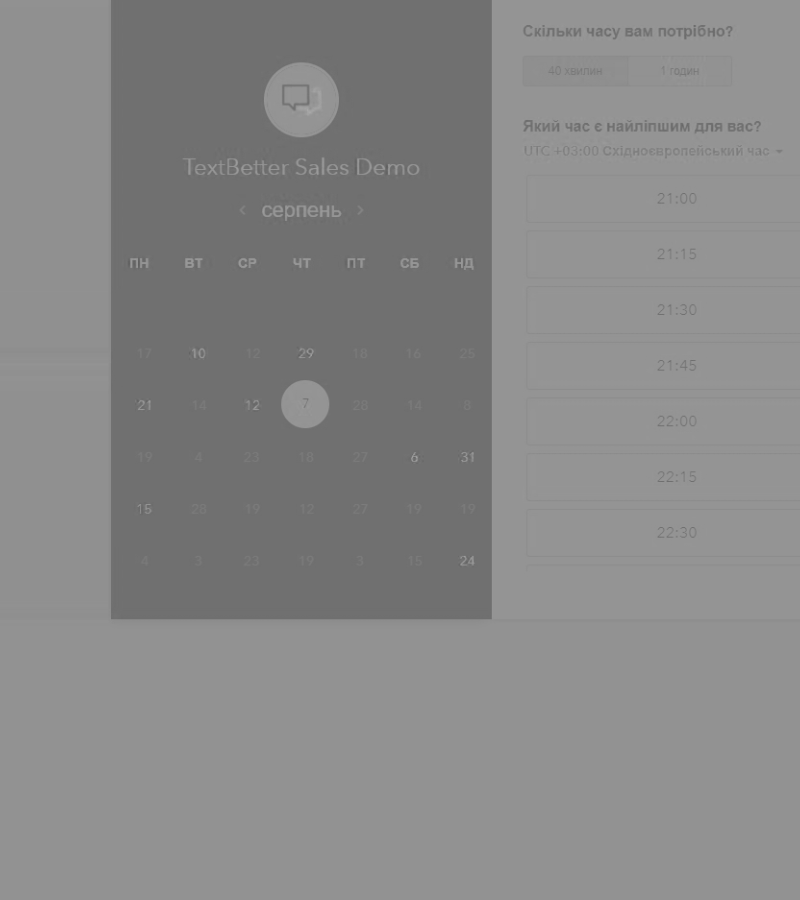 TextBetter Sales Demo
‹ серпень ›
ПН ВТ СР ЧТ ПТ СБ НД
17 10 12 29 18 16 25
21 14 12 7 28 14 8
19 4 23 18 27 6 31
15 28 19 12 27 19 19
4 3 23 19 3 15 24
Скільки часу вам потрібно?
40 хвилин 1 годин
Який час є найліпшим для вас?
UTC +03:00 Східноєвропейський час
21:00
21:15
21:30
21:45
22:00
22:15
22:30